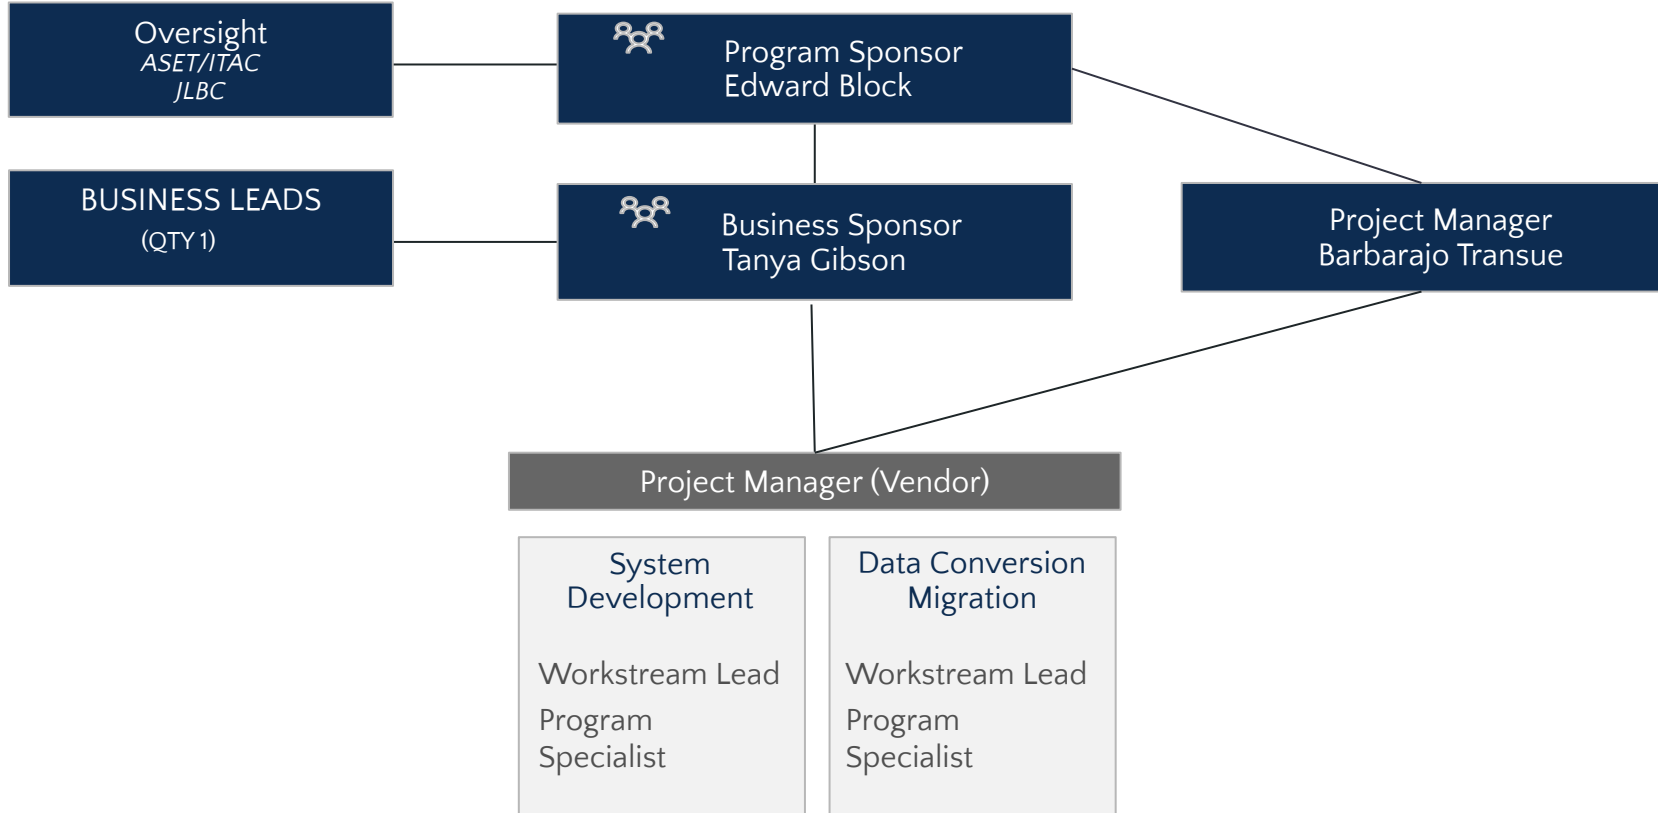 Oversight
ASET/ITAC
JLBC
Program Sponsor
Edward Block
BUSINESS LEADS
(QTY 1)
Business Sponsor
Tanya Gibson
Project Manager
Barbarajo Transue
Project Manager (Vendor)
System
Development
Workstream Lead
Program
Specialist
Data Conversion
Migration
Workstream Lead
Program
Specialist